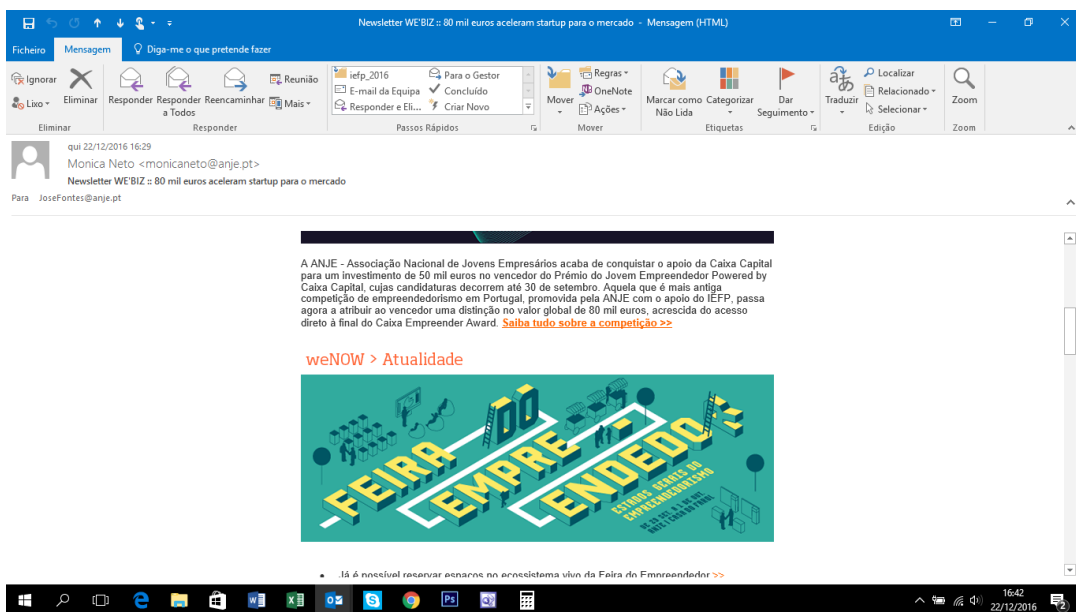 Newsletter WE'BIZ :: 80 mil euros aceleram startup para o mercado - Mensagem (HTML)
Ficheiro Mensagem Diga-me o que pretende fazer
Ignorar
Lixo
Eliminar
Responder
Responder a Todos
Reencaminhar
Reunião
Mais
iefp_2016
E-mail da Equipa
Responder e Eli...
Para o Gestor
Concluído
Criar Novo
Mover
Regras
OneNote
Ações
Marcar como Não Lida
Categorizar
Dar Seguimento
Traduzir
Localizar
Relacionado
Selecionar
Zoom
Eliminar Responder Passos Rápidos Mover Etiquetas Edição Zoom
qui 22/12/2016 16:29
Monica Neto <monicaneto@anje.pt>
Newsletter WE'BIZ :: 80 mil euros aceleram startup para o mercado
Para JoseFontes@anje.pt
A ANJE - Associação Nacional de Jovens Empresários acaba de conquistar o apoio da Caixa Capital
para um investimento de 50 mil euros no vencedor do Prémio do Jovem Empreendedor Powered by
Caixa Capital, cujas candidaturas decorrem até 30 de setembro. Aquela que é mais antiga
competição de empreendedorismo em Portugal, promovida pela ANJE com o apoio do IEFP, passa
agora a atribuir ao vencedor uma distinção no valor global de 80 mil euros, acrescida do acesso
direto à final do Caixa Empreender Award. Saiba tudo sobre a competição >>
weNOW > Atualidade
FEIRA DO
EMPRE
ENDEDOR
ESTADOS GERAIS DO
EMPREENDEDORISMO
ANJE | CASA DO FAROL
• Já é possível reservar espaços no ecossistema vivo da Feira do Empreendedor >>
16:42
22/12/2016
2